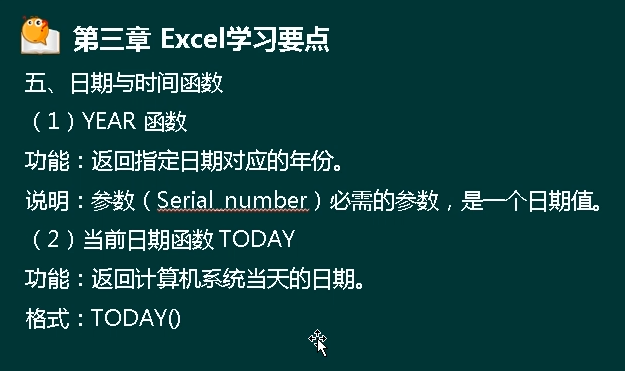 第三章 Excel学习要点
五、日期与时间函数
（1）YEAR 函数
功能：返回指定日期对应的年份。
说明：参数（Serial_number）必需的参数，是一个日期值。
（2）当前日期函数 TODAY
功能：返回计算机系统当天的日期。
格式：TODAY()